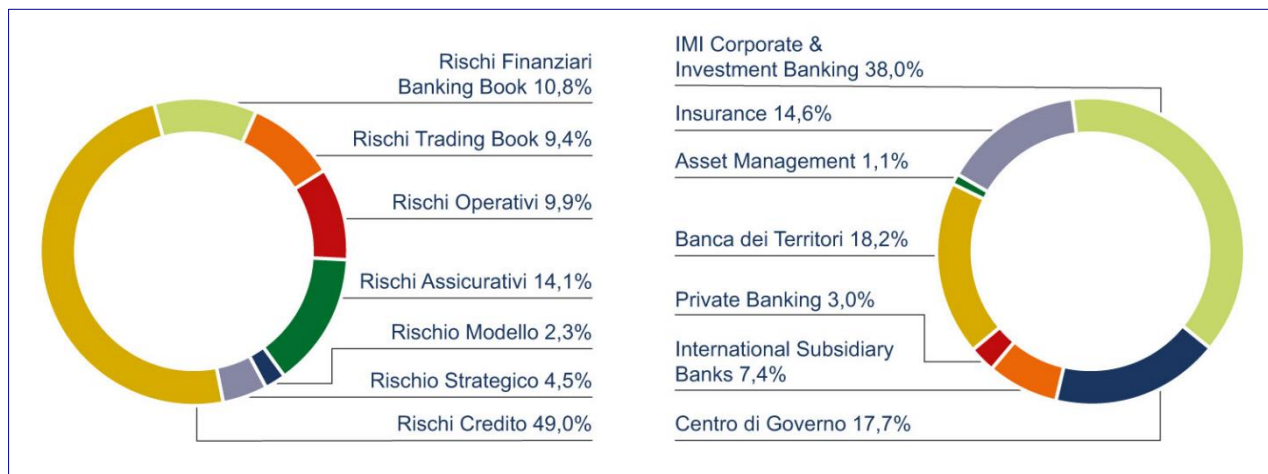 Rischi Finanziari
Banking Book 10,8%
Rischi Trading Book 9,4%
Rischi Operativi 9,9%
Rischi Assicurativi 14,1%
Rischio Modello 2,3%
Rischio Strategico 4,5%
Rischi Credito 49,0%
IMI Corporate &
Investment Banking 38,0%
Insurance 14,6%
Asset Management 1,1%
Banca dei Territori 18,2%
Private Banking 3,0%
International Subsidiary
Banks 7,4%
Centro di Governo 17,7%